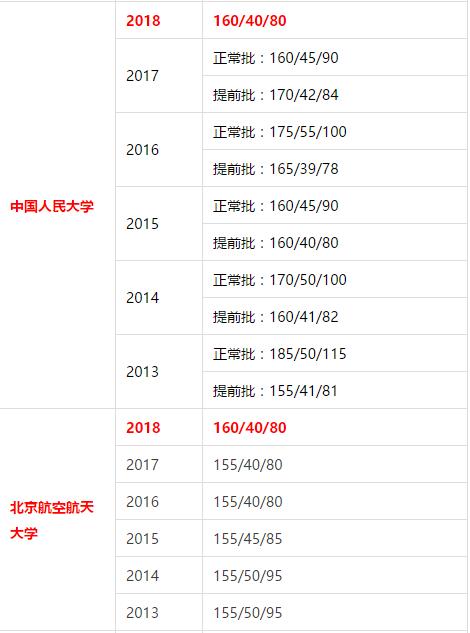 中国人民大学
2018 160/40/80
2017
正常批：160/45/90
提前批：170/42/84
2016
正常批：175/55/100
提前批：165/39/78
2015
正常批：160/45/90
提前批：160/40/80
2014
正常批：170/50/100
提前批：160/41/82
2013
正常批：185/50/115
提前批：155/41/81
北京航空航天
大学
2018 160/40/80
2017 155/40/80
2016 155/40/80
2015 155/45/85
2014 155/50/95
2013 155/50/95